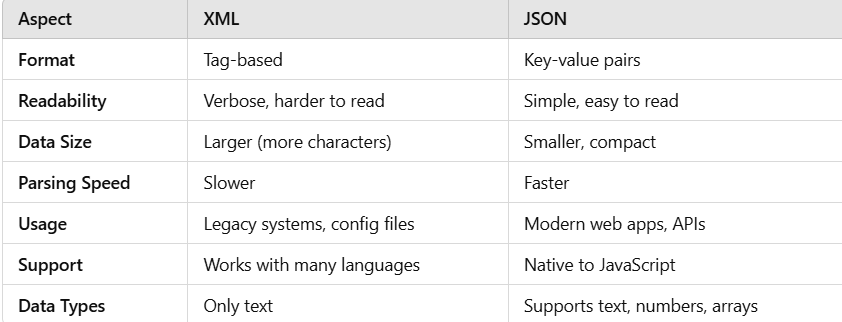 Aspect XML JSON
Format Tag-based Key-value pairs
Readability Verbose, harder to read Simple, easy to read
Data Size Larger (more characters) Smaller, compact
Parsing Speed Slower Faster
Usage Legacy systems, config files Modern web apps, APIs
Support Works with many languages Native to JavaScript
Data Types Only text Supports text, numbers, arrays